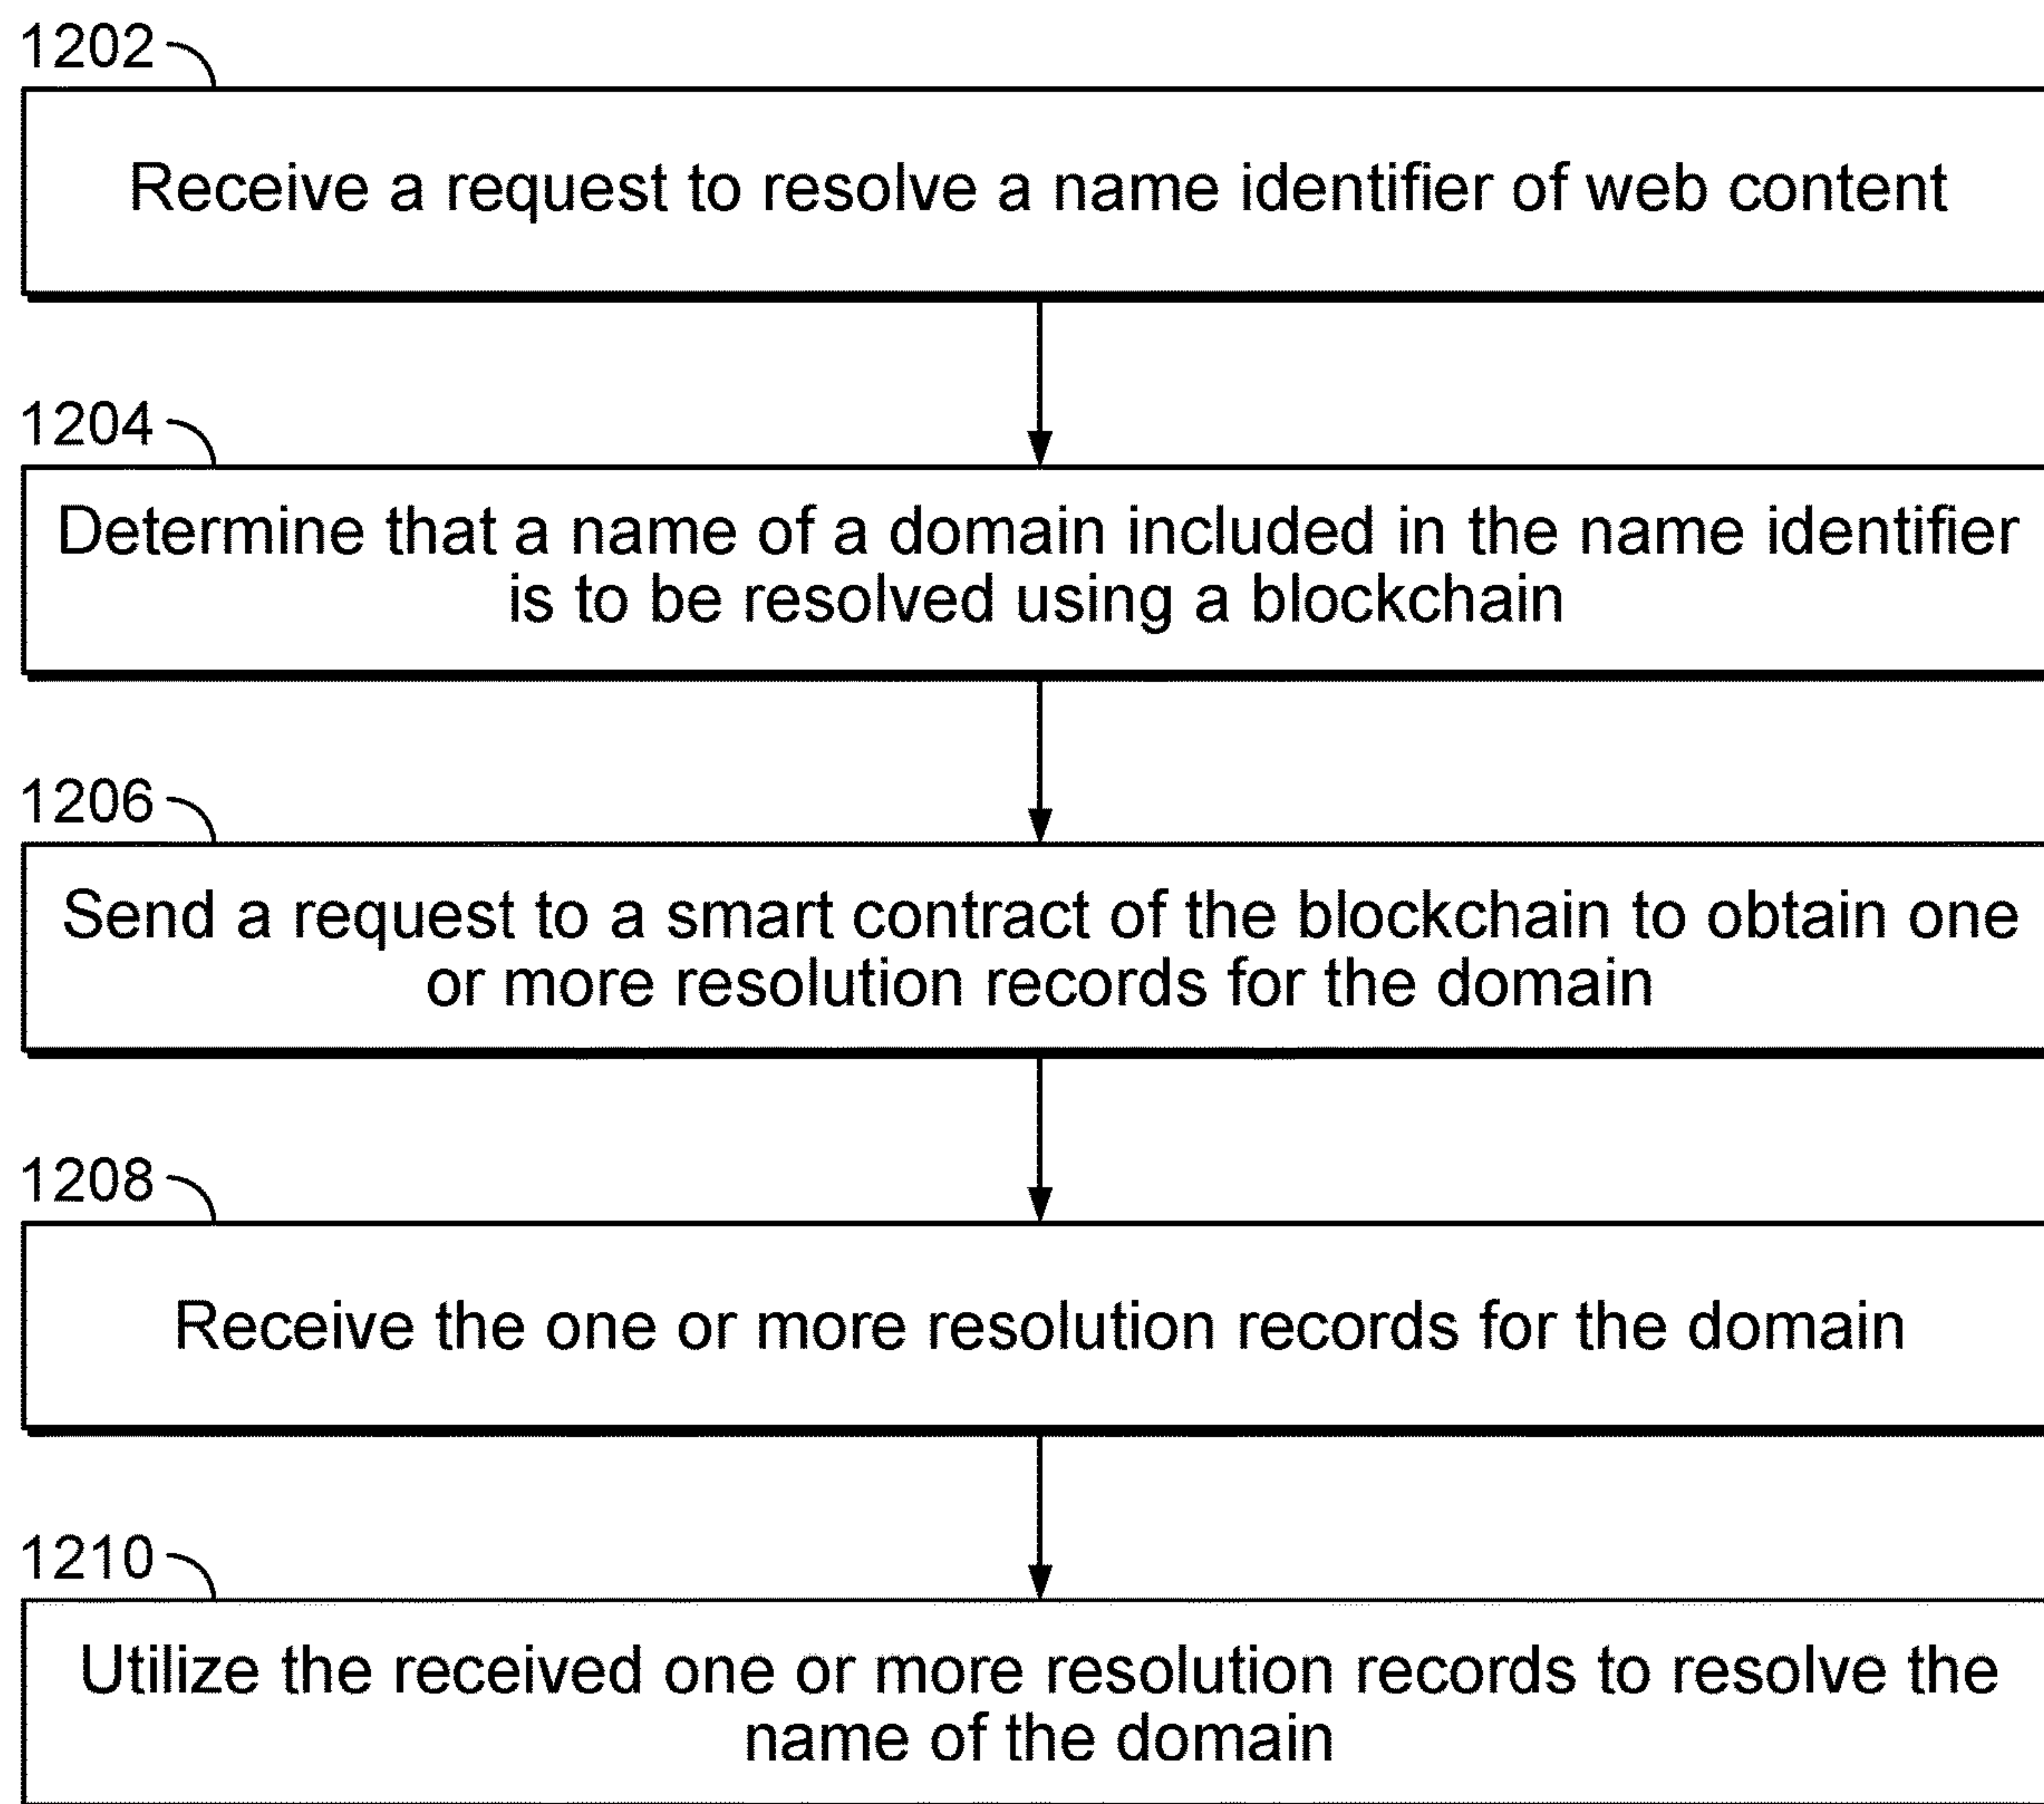 1202
Receive a request to resolve a name identifier of web content
1204
Determine that a name of a domain included in the name identifier
is to be resolved using a blockchain
1206
Send a request to a smart contract of the blockchain to obtain one
or more resolution records for the domain
1208
Receive the one or more resolution records for the domain
1210
Utilize the received one or more resolution records to resolve the
name of the domain